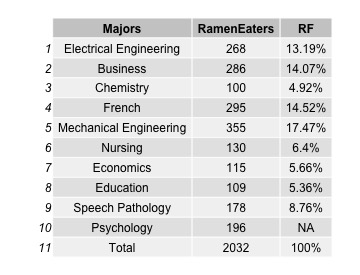 Majors RamenEaters RF
1 Electrical Engineering 268 13.19%
2 Business 286 14.07%
3 Chemistry 100 4.92%
4 French 295 14.52%
5 Mechanical Engineering 355 17.47%
6 Nursing 130 6.4%
7 Economics 115 5.66%
8 Education 109 5.36%
9 Speech Pathology 178 8.76%
10 Psychology 196 NA
11 Total 2032 100%